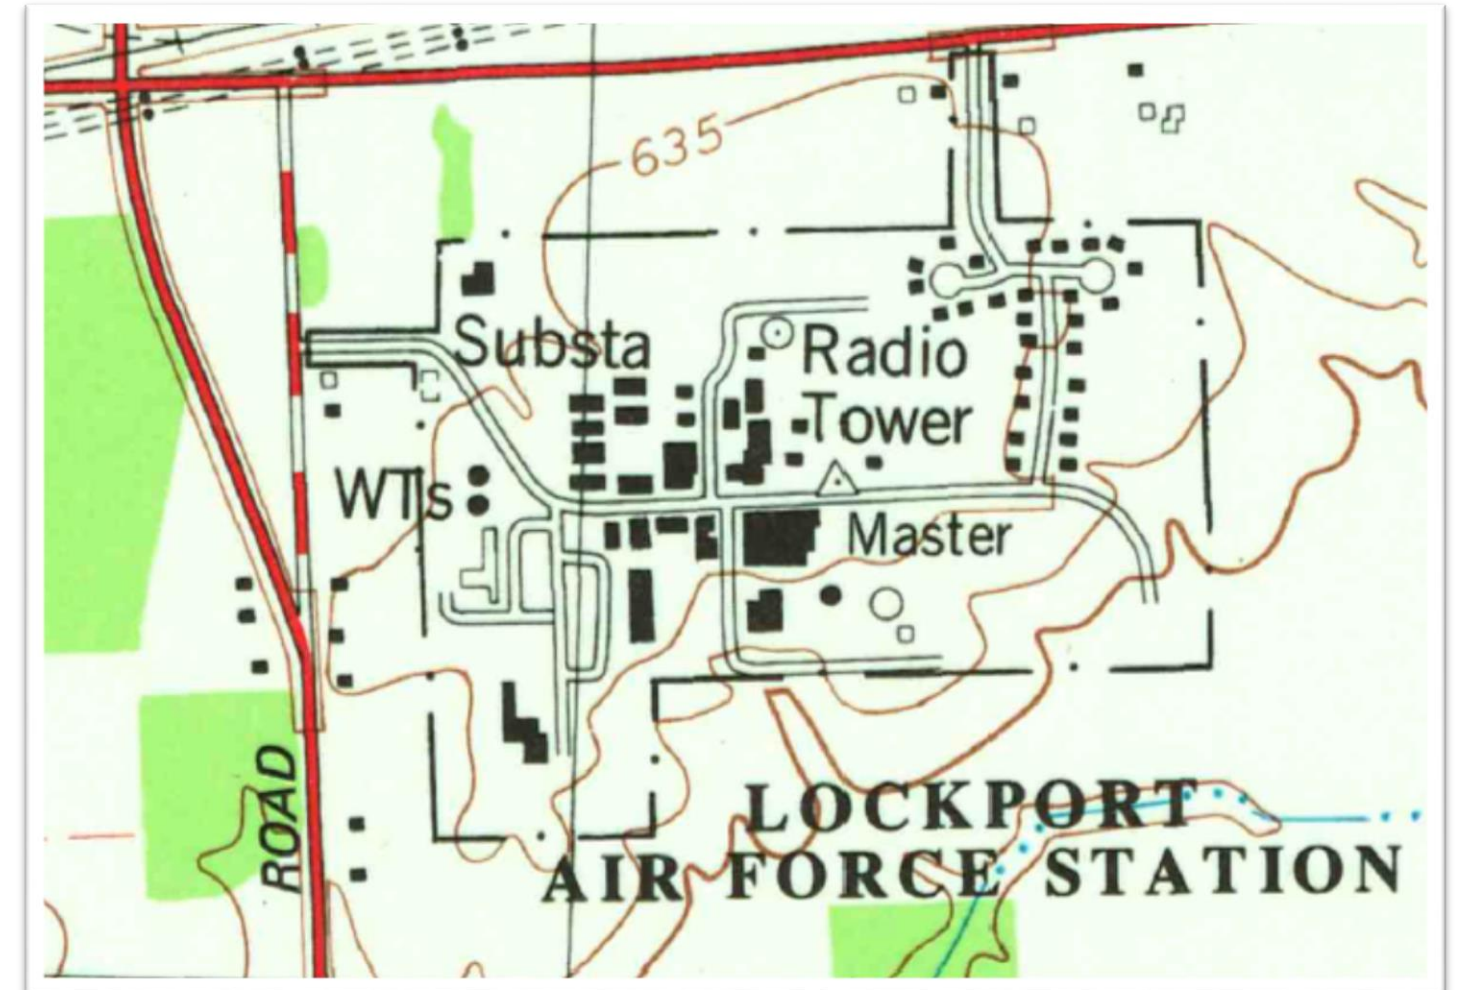 635
Substa
Radio
Tower
WTs
Master
ROAD
LOCKPORT
AIR FORCE STATION